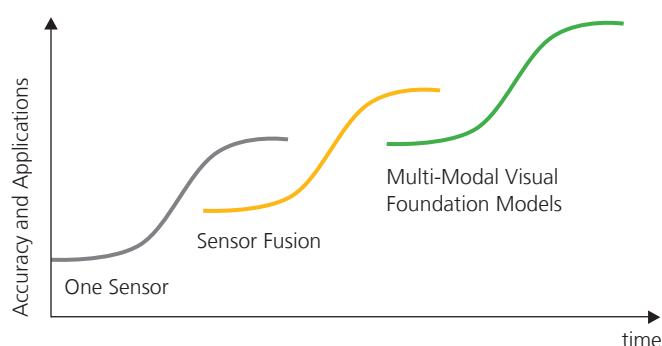 Accuracy and Applications
Multi-Modal Visual
Foundation Models
Sensor Fusion
One Sensor
time